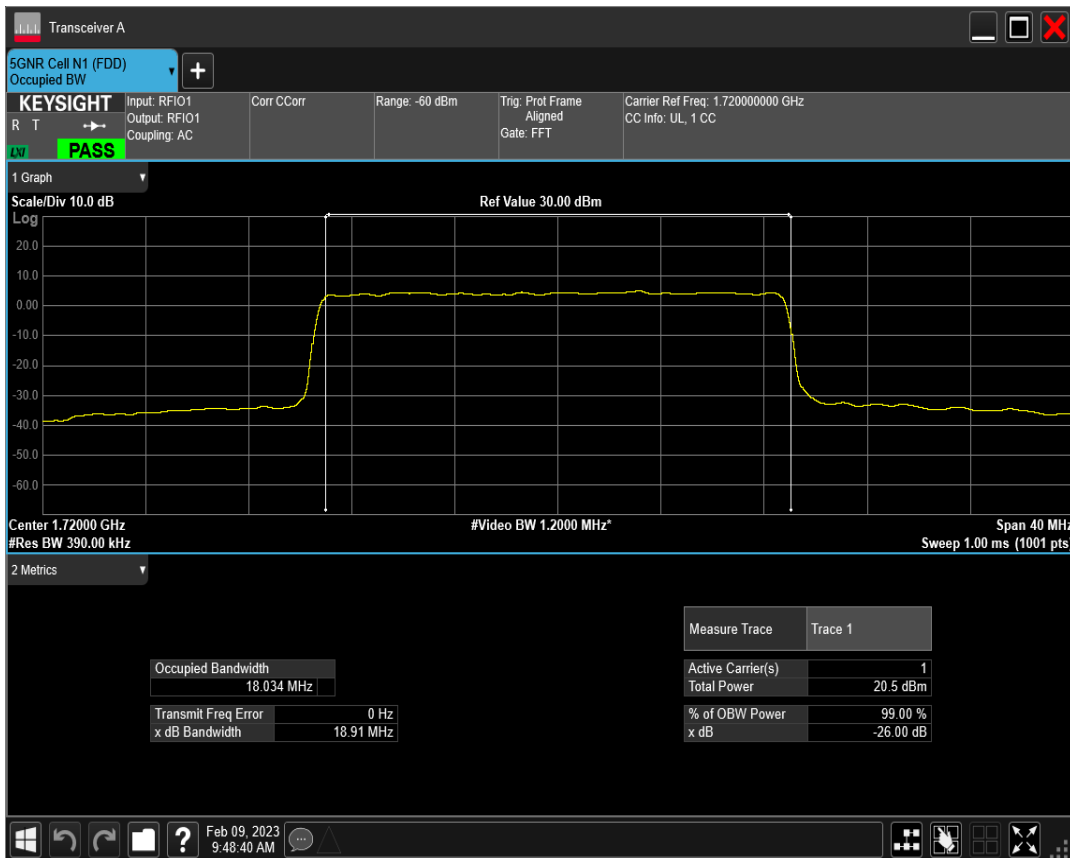 Transceiver A
5GNR Cell N1 (FDD)
Occupied BW
+
KEYSIGHT
R T
LXI
PASS
Input: RFIO1
Output: RFIO1
Coupling: AC
Corr CCorr
Range: -60 dBm
Trig: Prot Frame
Aligned
Gate: FFT
Carrier Ref Freq: 1.720000000 GHz
CC Info: UL, 1 CC
1 Graph
Scale/Div 10.0 dB
Ref Value 30.00 dBm
Log
20.0
10.0
0.00
-10.0
-20.0
-30.0
-40.0
-50.0
-60.0
Center 1.72000 GHz
#Video BW 1.2000 MHz*
Span 40 MHz
#Res BW 390.00 kHz
Sweep 1.00 ms (1001 pts)
2 Metrics
Measure Trace Trace 1
Occupied Bandwidth
18.034 MHz
Active Carrier(s) 1
Total Power 20.5 dBm
Transmit Freq Error 0 Hz
x dB Bandwidth 18.91 MHz
% of OBW Power 99.00 %
x dB -26.00 dB
?
Feb 09, 2023
9:48:40 AM